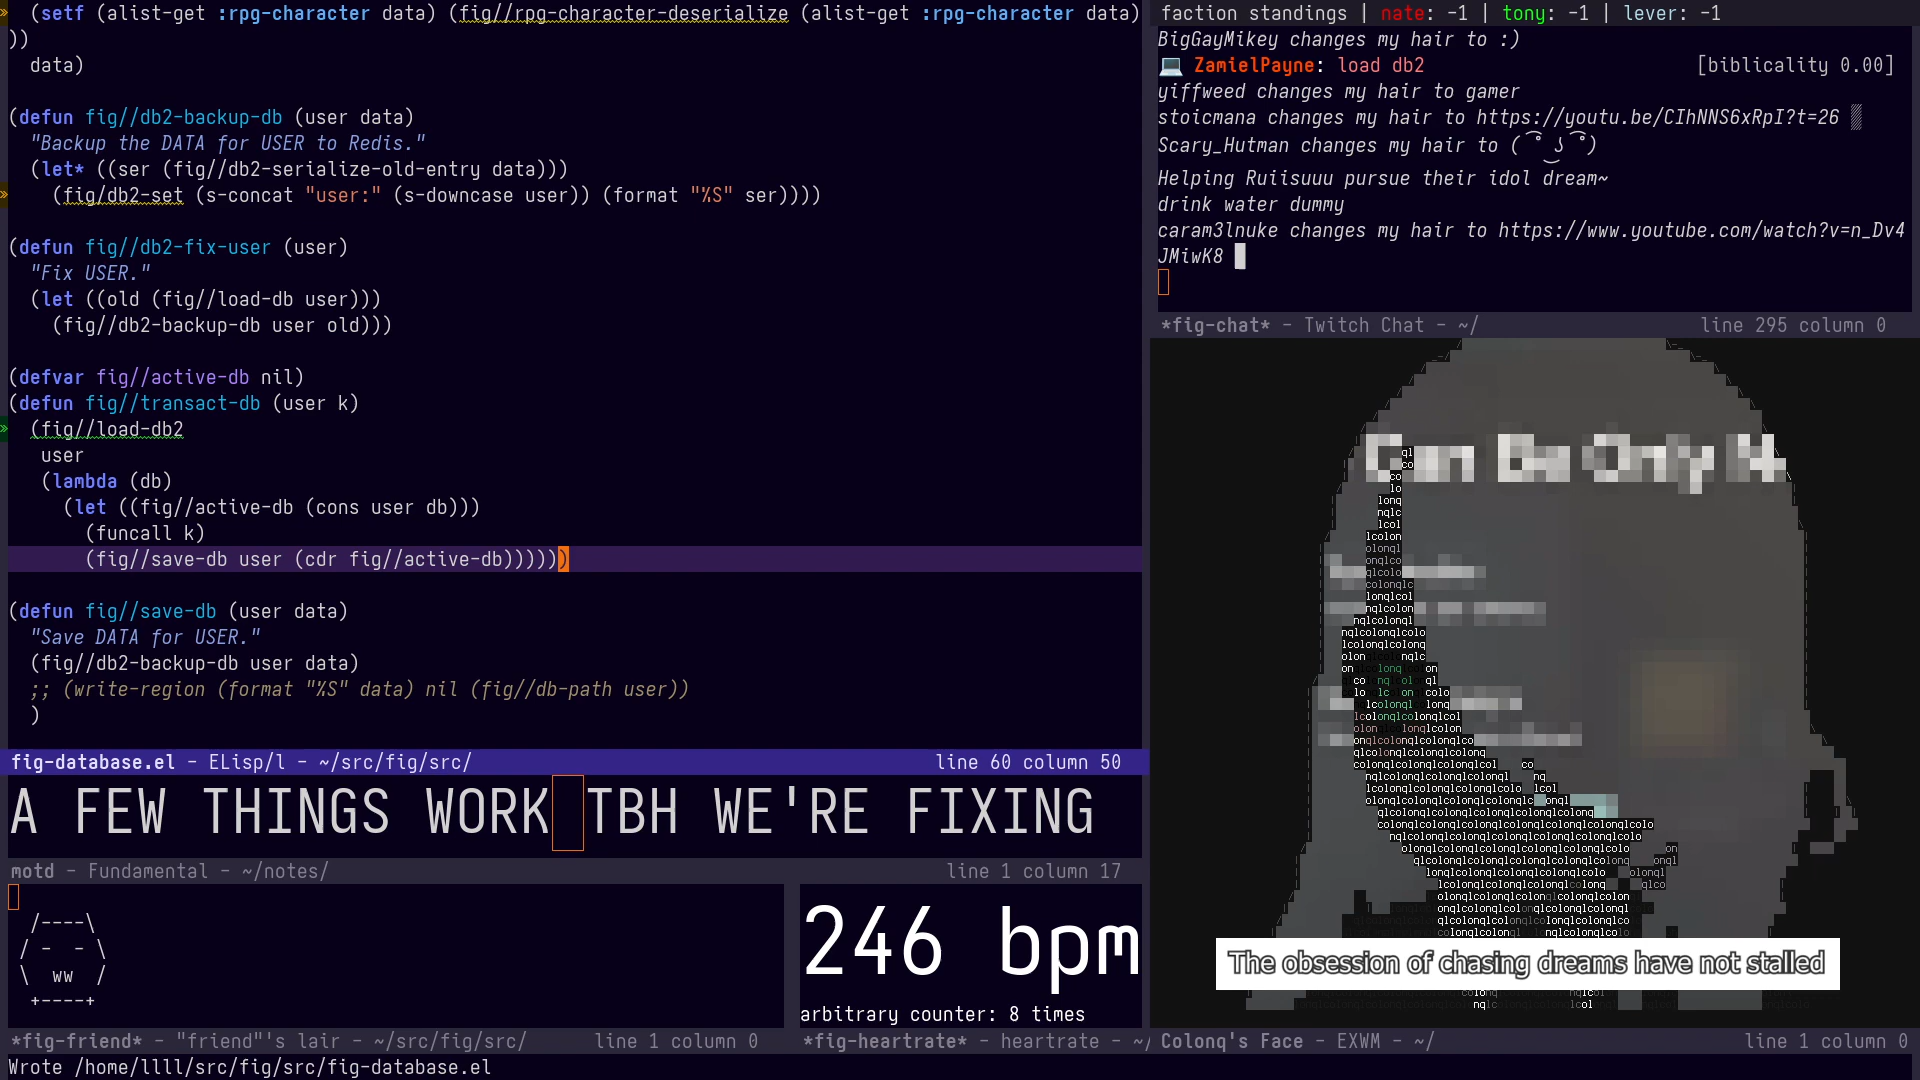 (setf (alist-get :rpg-character data) (fig//rpg-character-deserialize (alist-get :rpg-character data)
))
data)
(defun fig//db2-backup-db (user data)
"Backup the DATA for USER to Redis."
(let* ((ser (fig//db2-serialize-old-entry data)))
(fig/db2-set (s-concat "user:" (s-downcase user)) (format "%S" ser))))
(defun fig//db2-fix-user (user)
"Fix USER."
(let ((old (fig//load-db user)))
(fig//db2-backup-db user old)))
(defvar fig//active-db nil)
(defun fig//transact-db (user k)
(fig//load-db2
user
(lambda (db)
(let ((fig//active-db (cons user db)))
(funcall k)
(fig//save-db user (cdr fig//active-db))))))
(defun fig//save-db (user data)
"Save DATA for USER."
(fig//db2-backup-db user data)
;; (write-region (format "%S" data) nil (fig//db-path user))
)
fig-database.el - ELisp/l - ~/src/fig/src/ line 60 column 50
A FEW THINGS WORK TBH WE'RE FIXING
motd - Fundamental - ~/notes/ line 1 column 17
/----\
/ -  - \
\  ww  /
+----+
*fig-friend* - "friend"'s lair - ~/src/fig/src/ line 1 column 0
246 bpm
arbitrary counter: 8 times
*fig-heartrate* - heartrate - ~/
Wrote /home/llll/src/fig/src/fig-database.el
faction standings | nate: -1 | tony: -1 | lever: -1
BigGayMikey changes my hair to :)
💻 ZamielPayne: load db2 [biblicality 0.00]
yiffweed changes my hair to gamer
stoicmana changes my hair to https://youtu.be/CIhNNS6xRpI?t=26
Scary_Hutman changes my hair to ( ͡° ͜ʖ ͡°)
Helping Ruiisuuu pursue their idol dream~
drink water dummy
caram3lnuke changes my hair to https://www.youtube.com/watch?v=n_Dv4
JMiwK8
*fig-chat* - Twitch Chat - ~/ line 295 column 0
The obsession of chasing dreams have not stalled
Colonq's Face - EXWM - ~/ line 1 column 0